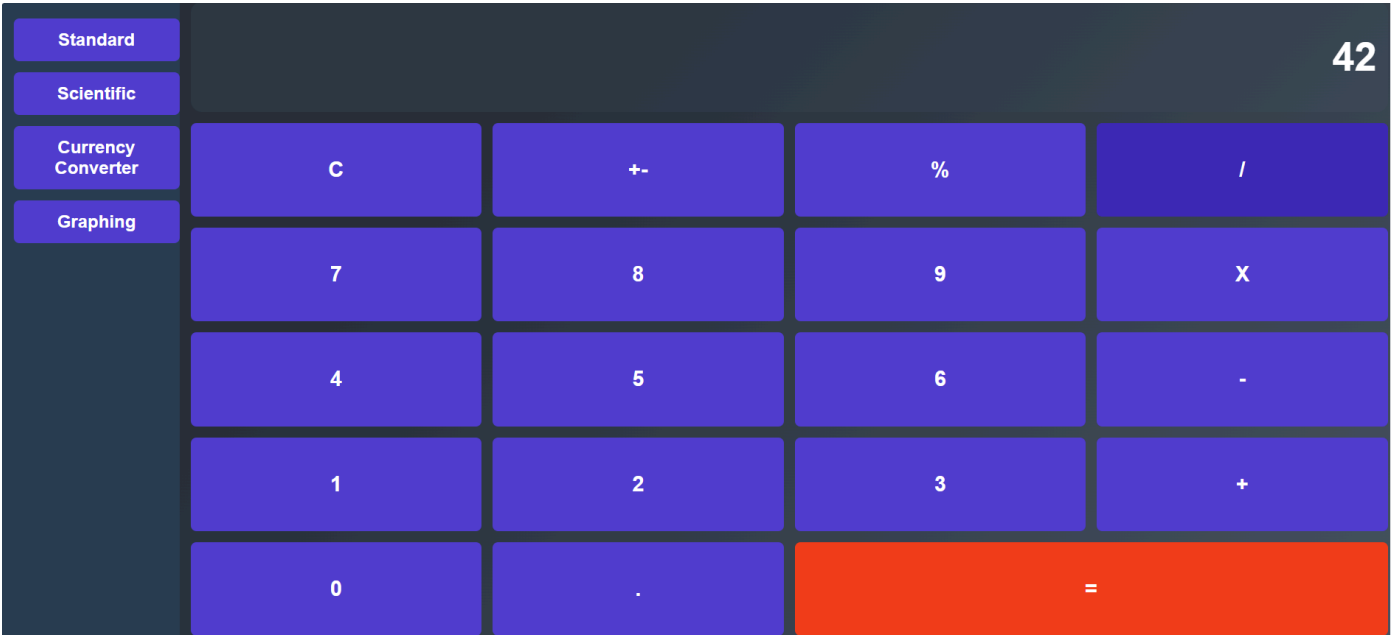 Standard
Scientific
Currency
Converter
Graphing
42
C
+-
%
/
7
8
9
X
4
5
6
-
1
2
3
+
0
.
=